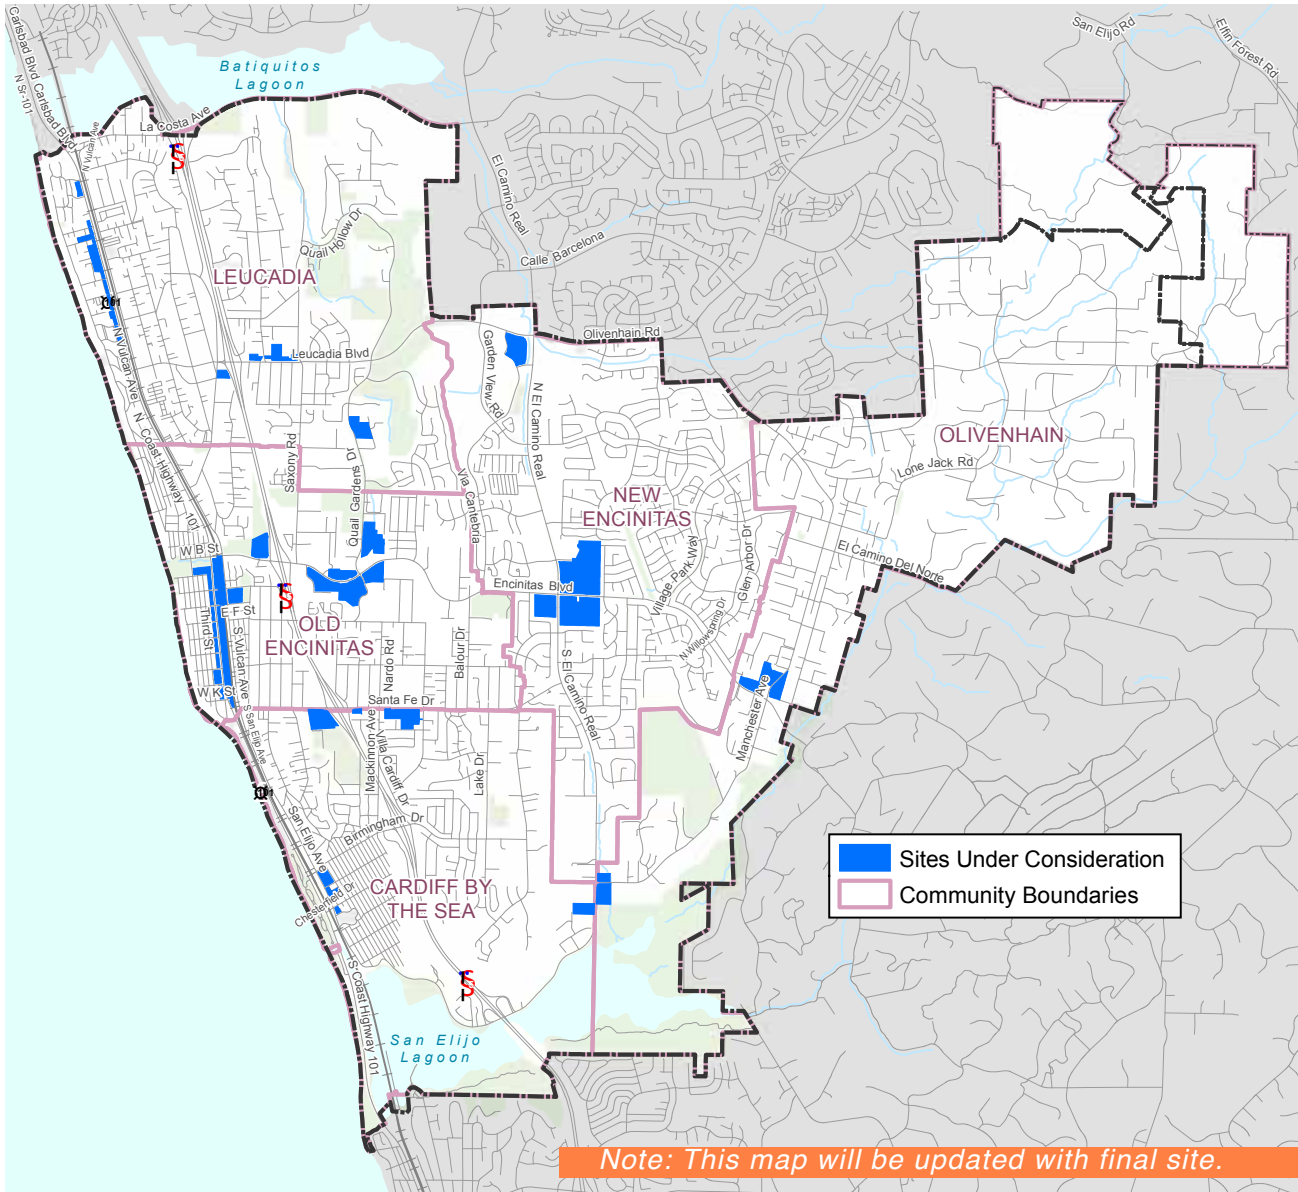 Carlsbad Blvd Carlsbad Blvd
N Sr-101
San Elijo Rd
Elfin Forest Rd
Batiquitos
Lagoon
La Costa Ave
N Vulcan Ave
El Camino Real
Quail Hollow Dr
Calle Barcelona
LEUCADIA
N Vulcan Ave
Leucadia Blvd
Olivenhain Rd
Garden View Rd
N El Camino Real
N Coast Highway 101
Saxony Rd
Quail Gardens Dr
Via Cantebria
OLIVENHAIN
Lone Jack Rd
NEW
ENCINITAS
W B St
El Camino Del Norte
Encinitas Blvd
Village Park Way
Glen Arbor Dr
Third St
E F St
S Vulcan Ave
OLD
ENCINITAS
Nardo Rd
Balour Dr
N Willowspring Dr
W K St
Santa Fe Dr
S El Camino Real
Manchester Ave
S San Elijo Ave
Mackinnon Ave
Villa Cardiff Dr
Lake Dr
San Elijo Ave
Birmingham Dr
Chesterfield Dr
CARDIFF BY
THE SEA
Sites Under Consideration
Community Boundaries
S Coast Highway 101
San Elijo
Lagoon
Note: This map will be updated with final site.